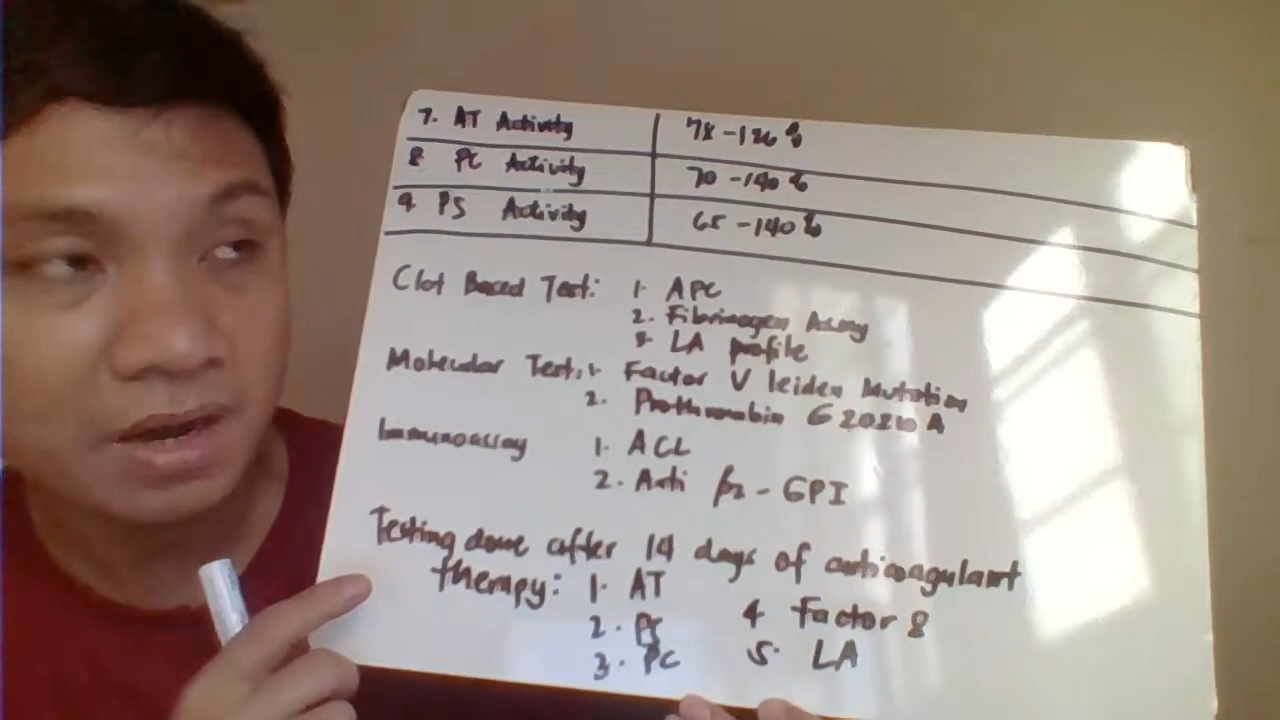 7. AT Activity 78-126%
8 PC Activity 70-140%
9 PS Activity 65-140%
Clot Based Test: 1. APC
2. Fibrinogen Assay
3. LA profile
Molecular Test: 1. Factor V leiden Mutation
2. Prothrombin G20210A
Immunoassay 1. ACL
2. Anti β2-GPI
Testing done after 14 days of anticoagulant
therapy: 1. AT
2. PS 4 Factor 8
3. PC 5. LA